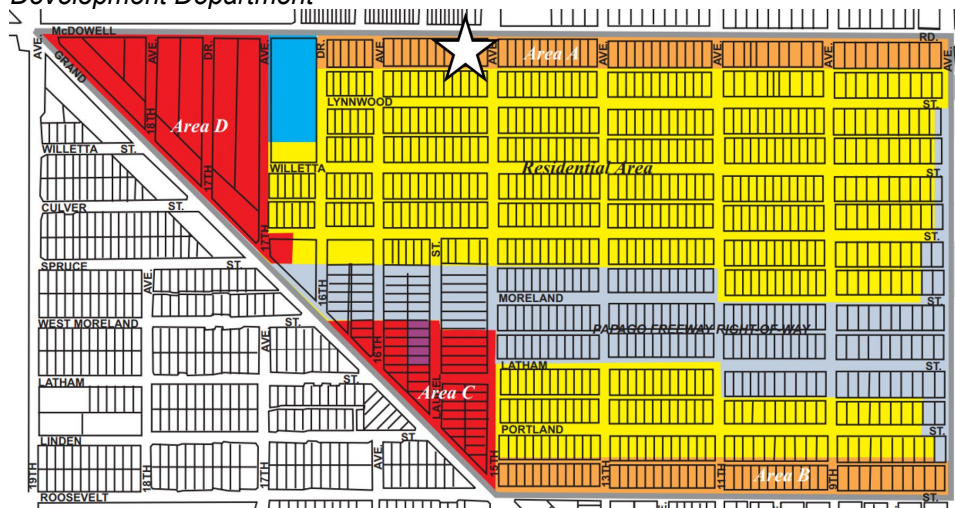 Development Department
AVE.
McDOWELL
AVE.
DR.
AVE.
DR.
AVE.
AVE.
Area A
AVE.
AVE.
AVE.
RD.
AVE.
GRAND
LYNNWOOD
ST.
18TH
Area D
WILLETTA
ST.
17TH
WILLETTA
Residential Area
ST.
CULVER
ST.
17TH
ST.
ST.
SPRUCE
AVE.
ST.
16TH
MORELAND
ST.
WEST MORELAND
AVE.
ST.
16TH
PAPAGO FREEWAY RIGHT-OF-WAY
LATHAM
ST.
LATHAM
ST.
Area C
LAUREL
PORTLAND
ST.
LINDEN
AVE.
ST.
19TH
18TH
17TH
15TH
13TH
11TH
Area B
9TH
ROOSEVELT
ST.